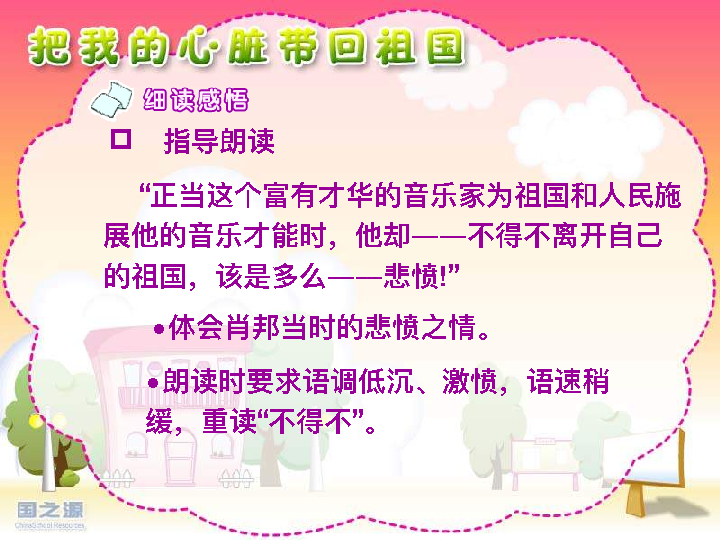 把我的心脏带回祖国
细读感悟
指导朗读
“正当这个富有才华的音乐家为祖国和人民施
展他的音乐才能时，他却——不得不离开自己
的祖国，该是多么——悲愤!”
•体会肖邦当时的悲愤之情。
•朗读时要求语调低沉、激愤，语速稍
缓，重读“不得不”。
国之源
ChinaSchool Resources